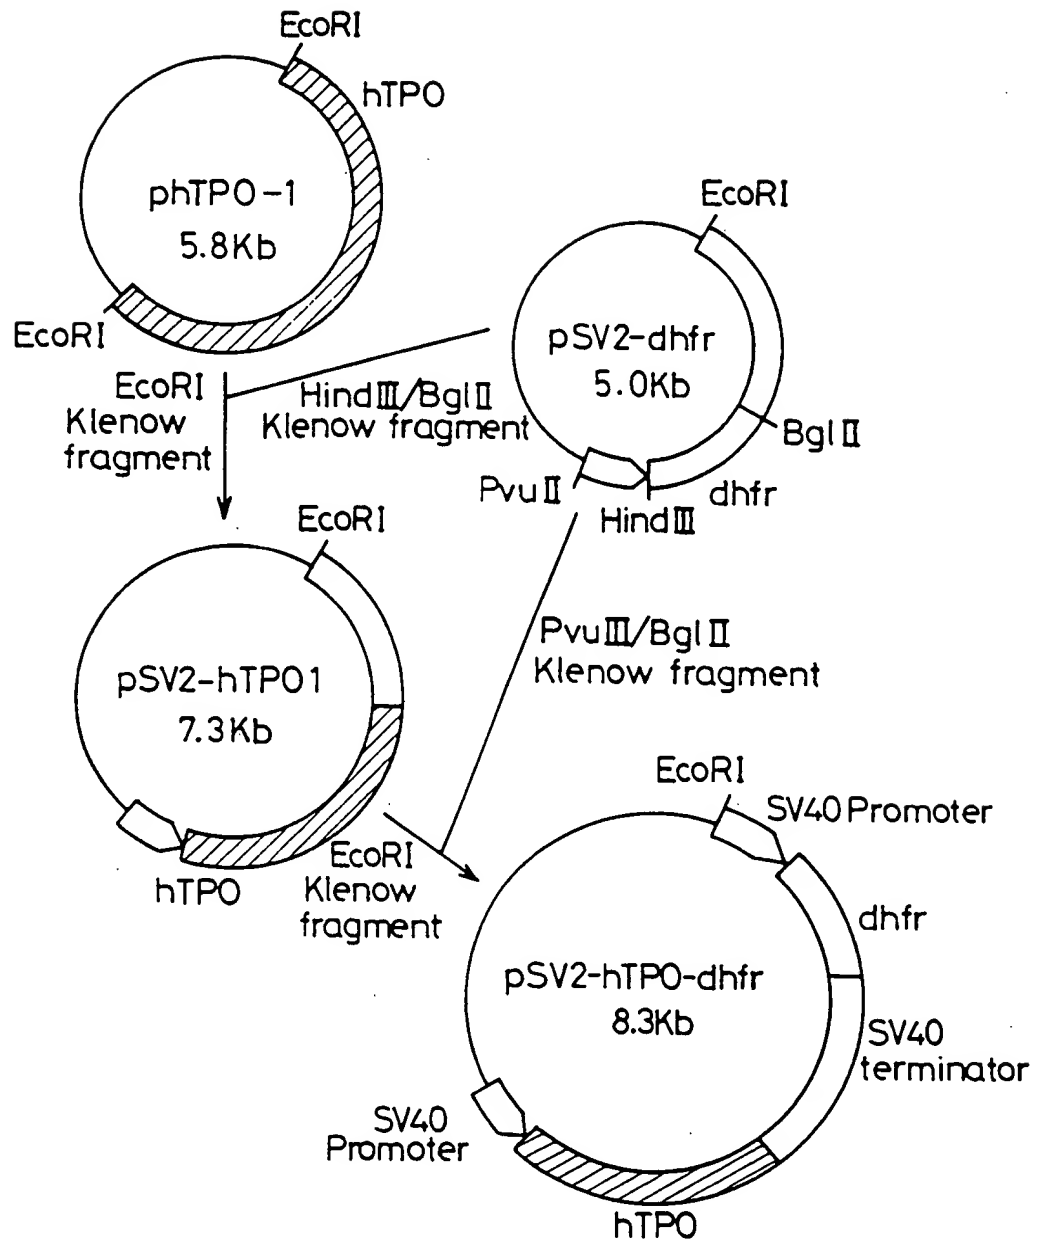 EcoRI
hTPO
phTPO-1
5.8Kb
EcoRI
EcoRI
pSV2-dhfr
5.0Kb
BglII
dhfr
HindIII
PvuII
EcoRI
Klenow
fragment
HindIII/BglII
Klenow fragment
EcoRI
pSV2-hTPO1
7.3Kb
hTPO
PvuIII/BglII
Klenow fragment
EcoRI
Klenow
fragment
EcoRI
SV40 Promoter
dhfr
pSV2-hTPO-dhfr
8.3Kb
SV40
terminator
SV40
Promoter
hTPO